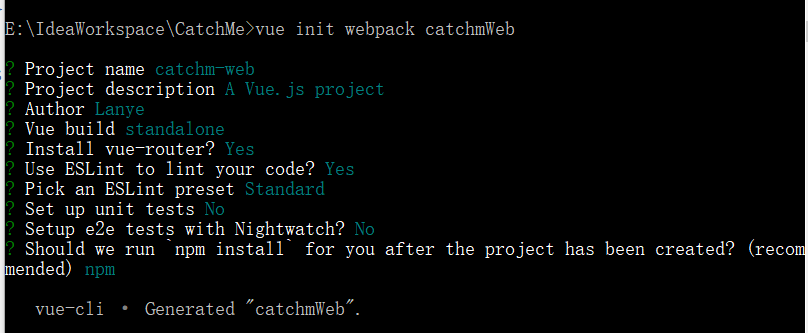 E:\IdeaWorkspace\CatchMe>vue init webpack catchmWeb
? Project name catchm-web
? Project description A Vue.js project
? Author Lanye
? Vue build standalone
? Install vue-router? Yes
? Use ESLint to lint your code? Yes
? Pick an ESLint preset Standard
? Set up unit tests No
? Setup e2e tests with Nightwatch? No
? Should we run `npm install` for you after the project has been created? (recom
mended) npm
vue-cli · Generated "catchmWeb".